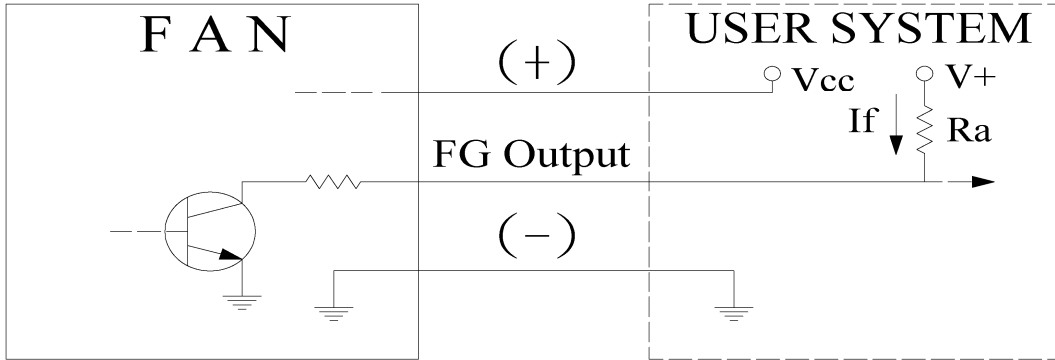 F A N
USER SYSTEM
(+)
Vcc
V+
If
Ra
FG Output
(-)